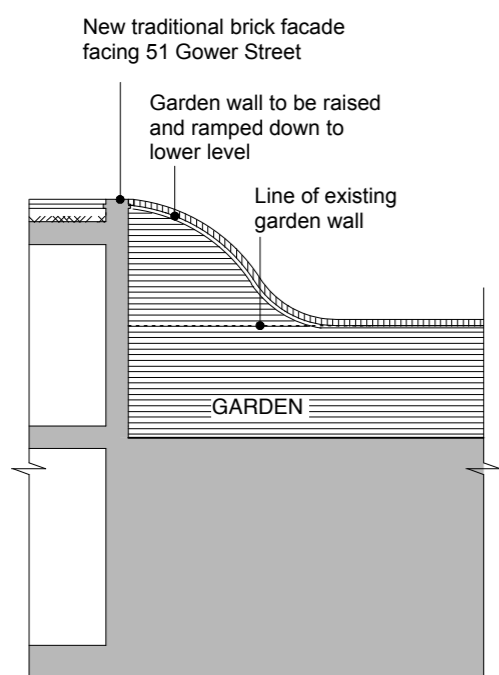 New traditional brick facade
facing 51 Gower Street
Garden wall to be raised
and ramped down to
lower level
Line of existing
garden wall
GARDEN